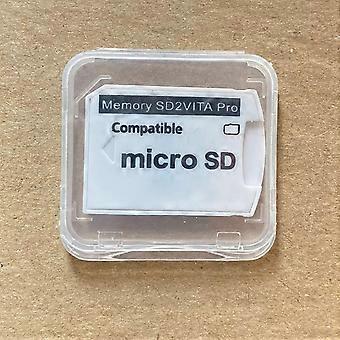 Memory SD2VITA Pro
Compatible
micro SD